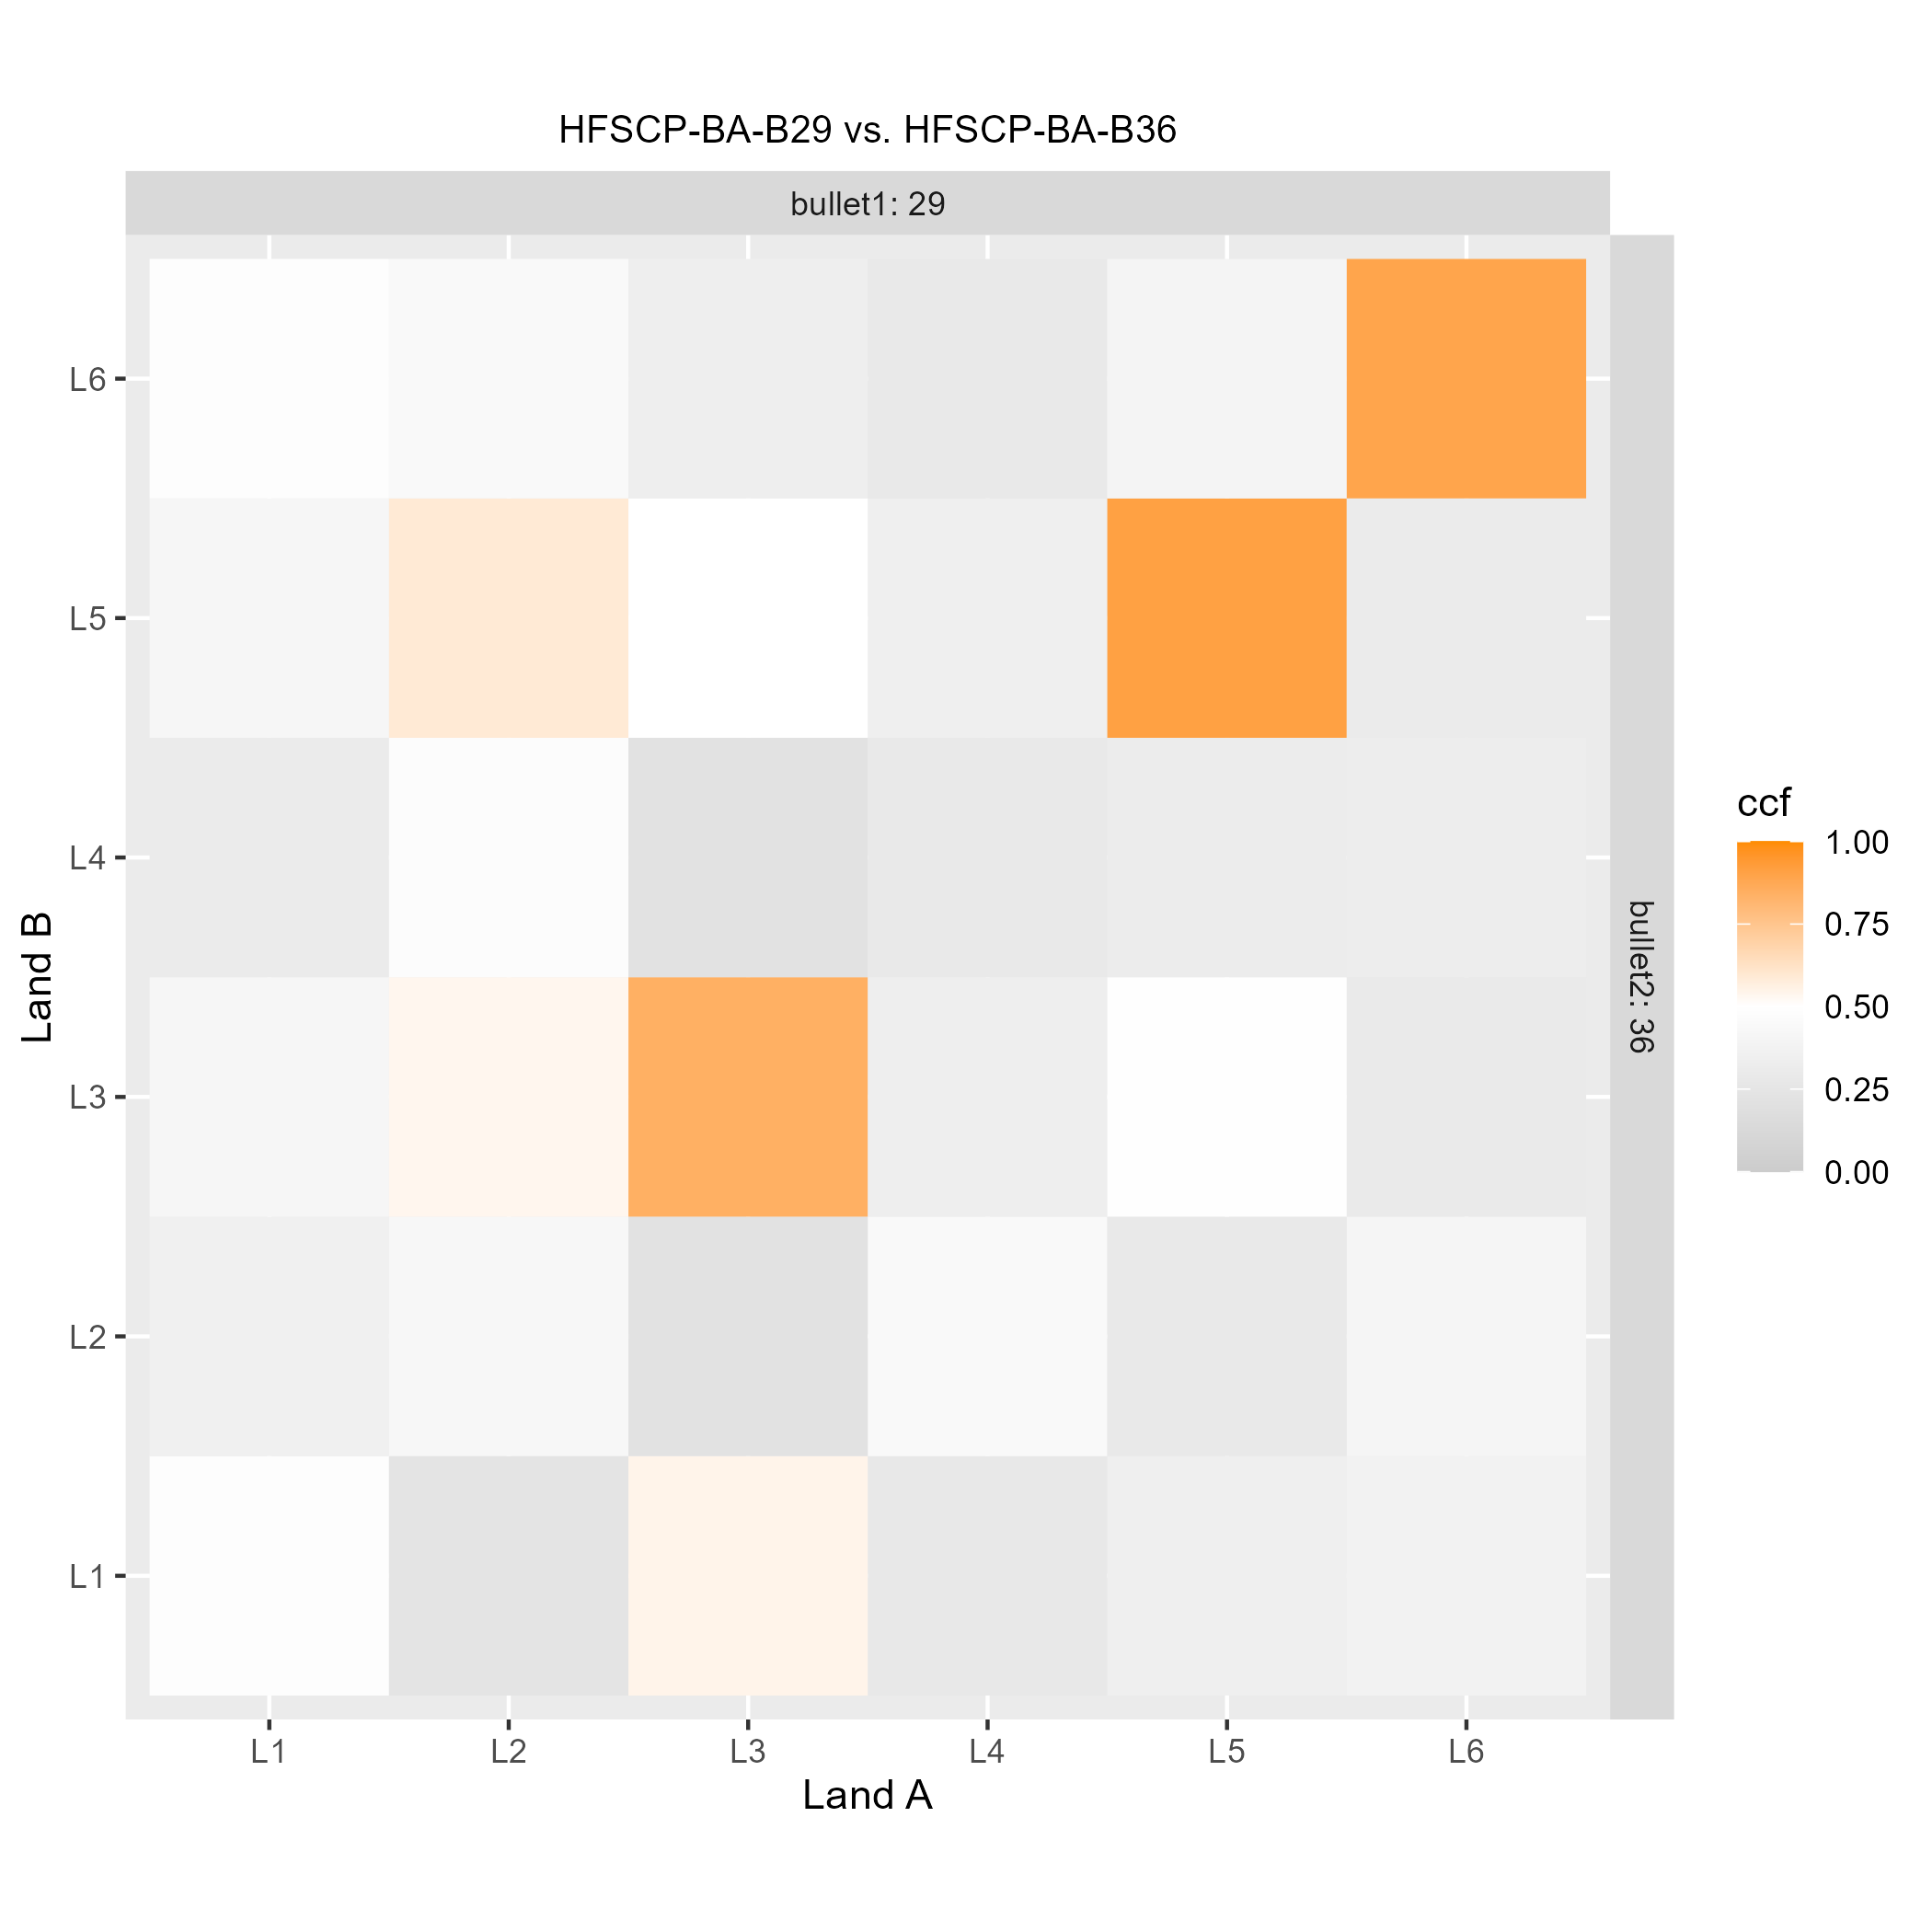 HFSCP-BA-B29 vs. HFSCP-BA-B36
bullet1: 29
L6
L5
L4
L3
L2
L1
Land B
bullet2: 36
L1 L2 L3 L4 L5 L6
Land A
ccf
1.00
0.75
0.50
0.25
0.00